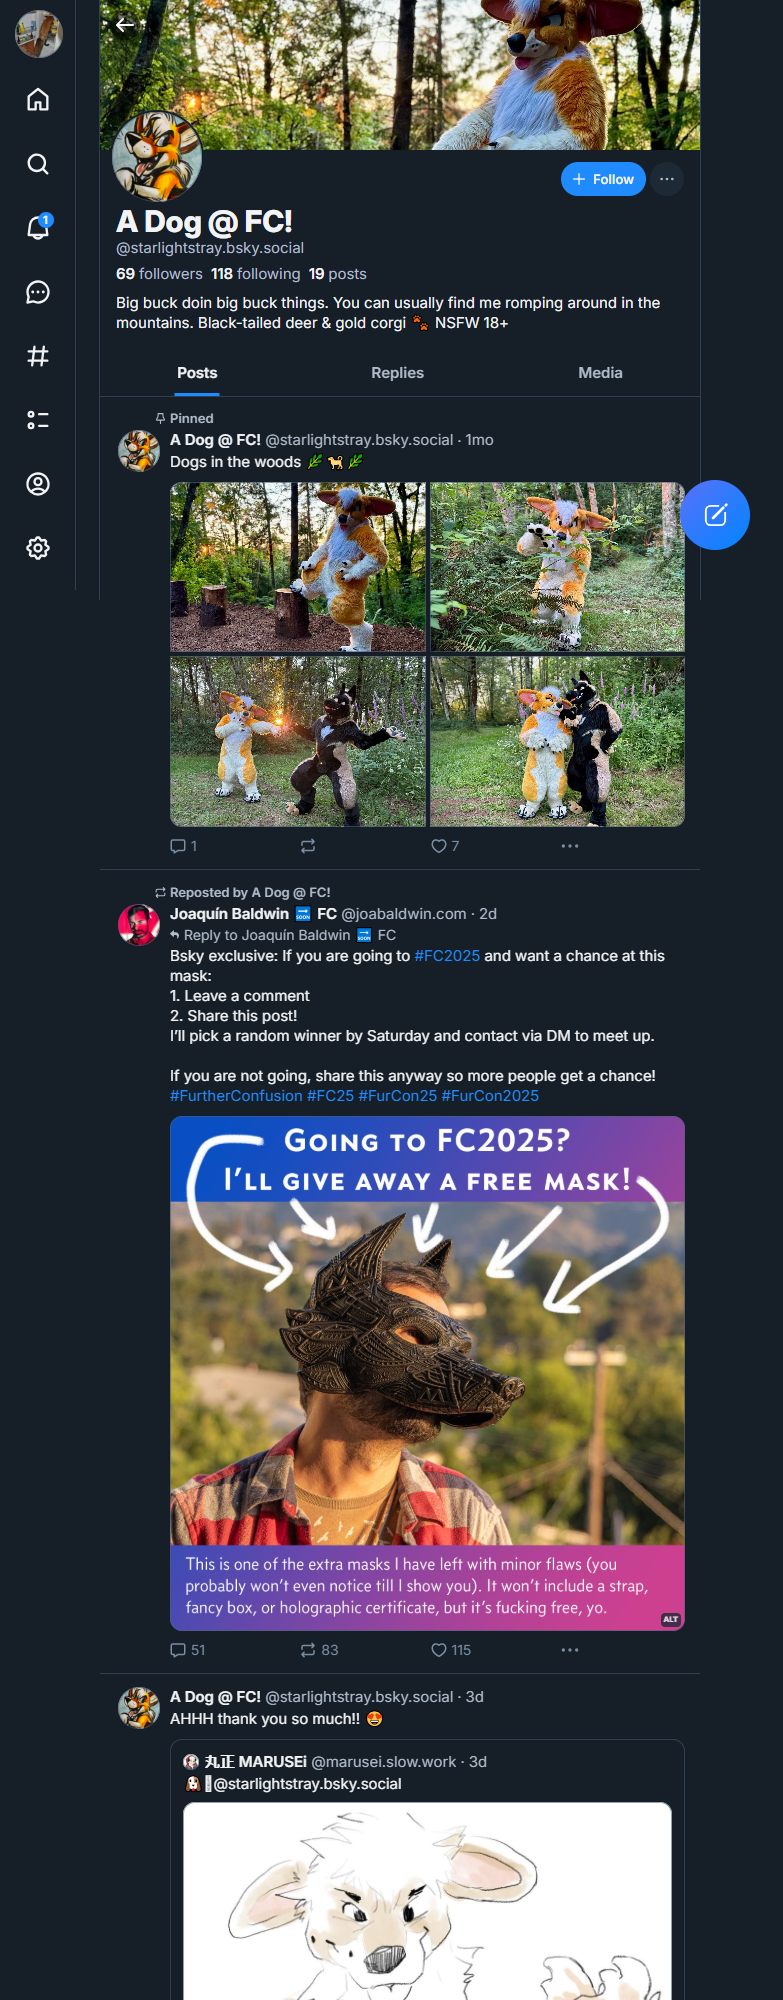 1
+ Follow
A Dog @ FC!
@starlightstray.bsky.social
69 followers 118 following 19 posts
Big buck doin big buck things. You can usually find me romping around in the
mountains. Black-tailed deer & gold corgi 🐾 NSFW 18+
Posts Replies Media
Pinned
A Dog @ FC! @starlightstray.bsky.social · 1mo
Dogs in the woods 🌿🐕🌿
1 7
Reposted by A Dog @ FC!
Joaquín Baldwin 🔜 FC @joabaldwin.com · 2d
Reply to Joaquín Baldwin 🔜 FC
Bsky exclusive: If you are going to #FC2025 and want a chance at this
mask:
1. Leave a comment
2. Share this post!
I'll pick a random winner by Saturday and contact via DM to meet up.
If you are not going, share this anyway so more people get a chance!
#FurtherConfusion #FC25 #FurCon25 #FurCon2025
GOING TO FC2025?
I'LL GIVE AWAY A FREE MASK!
This is one of the extra masks I have left with minor flaws (you
probably won't even notice till I show you). It won't include a strap,
fancy box, or holographic certificate, but it's fucking free, yo.
ALT
51 83 115
A Dog @ FC! @starlightstray.bsky.social · 3d
AHHH thank you so much!! 🤩
丸正 MARUSEi @marusei.slow.work · 3d
@starlightstray.bsky.social